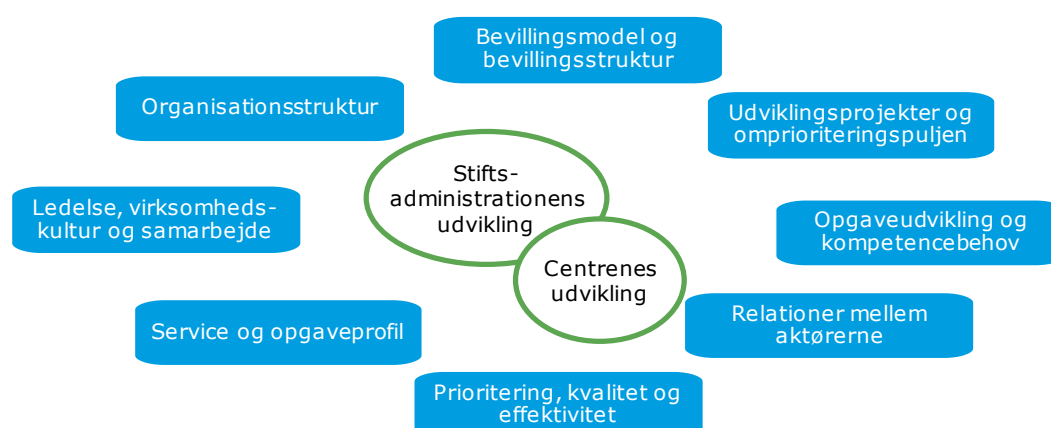 Bevillingsmodel og
bevillingsstruktur
Organisationsstruktur
Udviklingsprojekter og
omprioriteringspuljen
Stifts-
administrationens
udvikling
Ledelse, virksomheds-
kultur og samarbejde
Opgaveudvikling og
kompetencebehov
Centrenes
udvikling
Service og opgaveprofil
Relationer mellem
aktørerne
Prioritering, kvalitet og
effektivitet